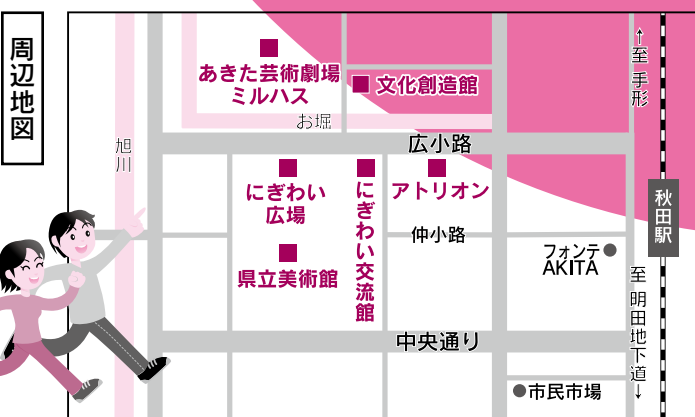 周辺地図
あきた芸術劇場
ミルハス
文化創造館
お堀
旭川
広小路
にぎわい
広場
にぎわい交流館
アトリオン
仲小路
県立美術館
フォンテ
AKITA
秋田駅
↑至 手形
至 明田地下道↓
中央通り
市民市場